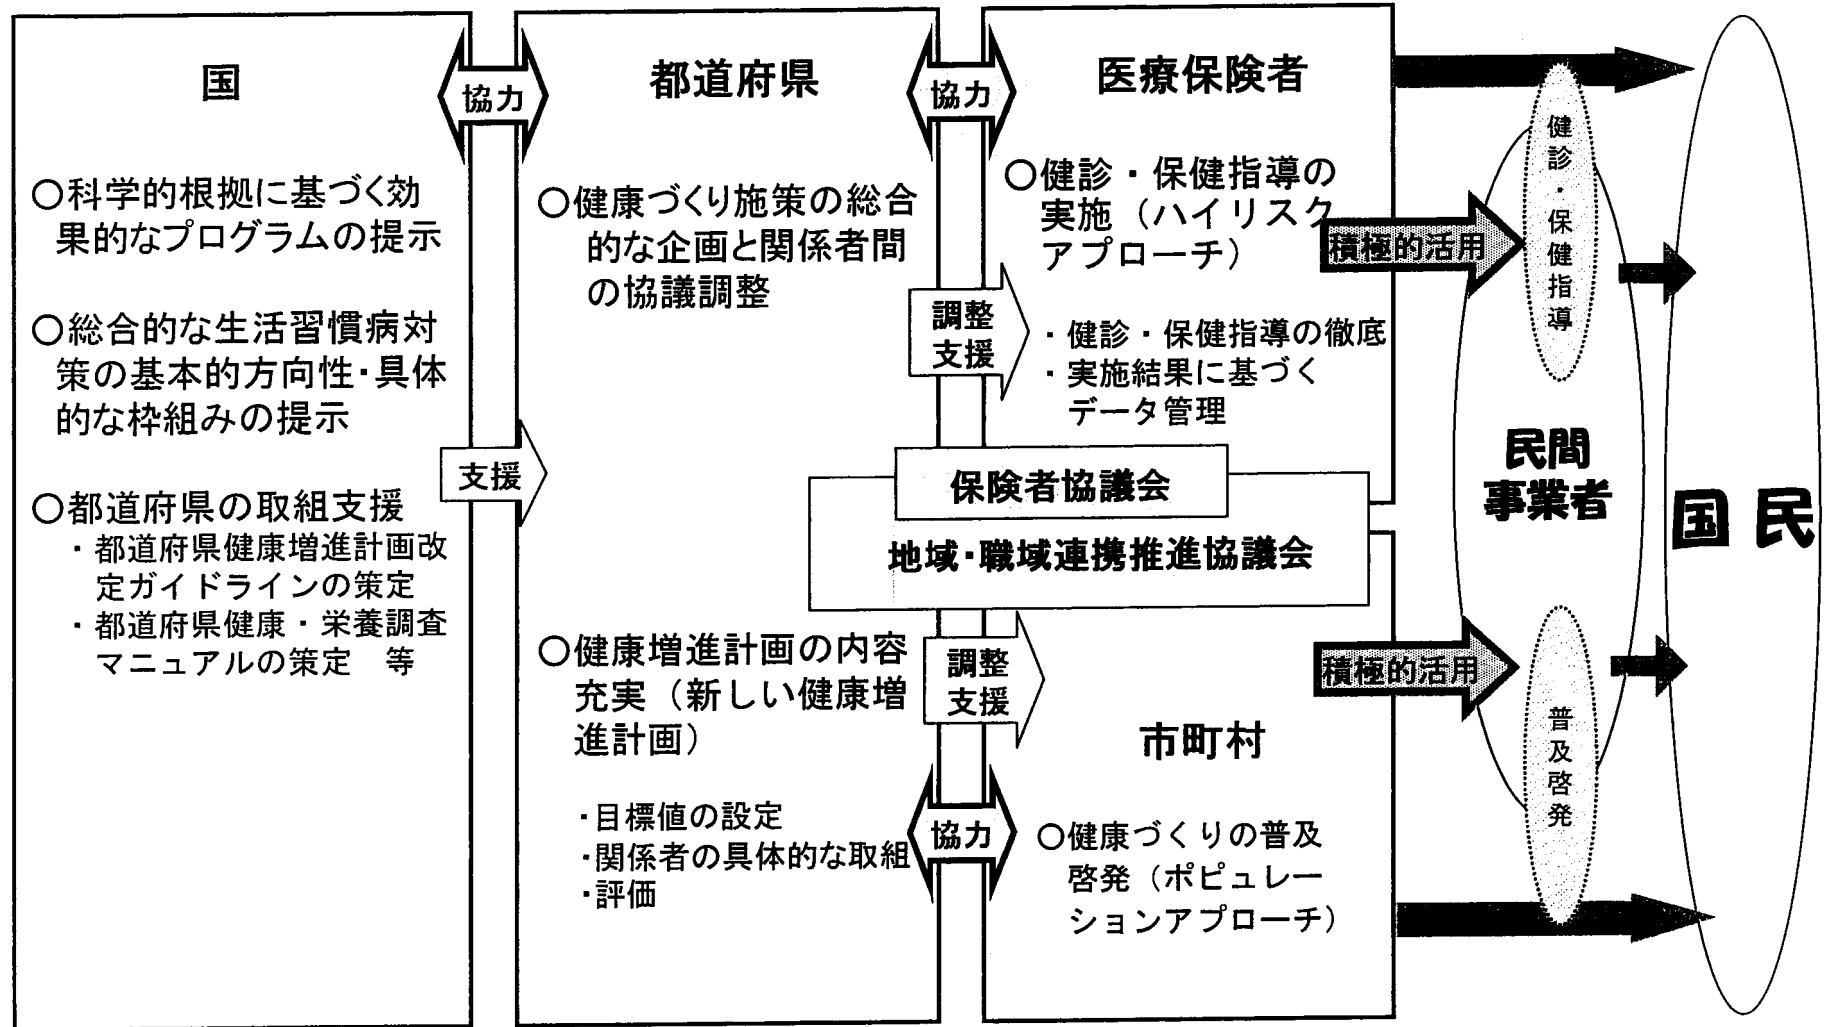 国
○科学的根拠に基づく効
果的なプログラムの提示
○総合的な生活習慣病対
策の基本的方向性・具体
的な枠組みの提示
○都道府県の取組支援
・都道府県健康増進計画改
定ガイドラインの策定
・都道府県健康・栄養調査
マニュアルの策定　等
協力
支援
都道府県
○健康づくり施策の総合
的な企画と関係者間
の協議調整
○健康増進計画の内容
充実（新しい健康増
進計画）
・目標値の設定
・関係者の具体的な取組
・評価
協力
調整
支援
保険者協議会
地域・職域連携推進協議会
調整
支援
協力
医療保険者
○健診・保健指導の
実施（ハイリスク
アプローチ）
・健診・保健指導の徹底
・実施結果に基づく
データ管理
市町村
○健康づくりの普及
啓発（ポピュレー
ションアプローチ）
積極的活用
積極的活用
健診・保健指導
民間
事業者
普及啓発
国民